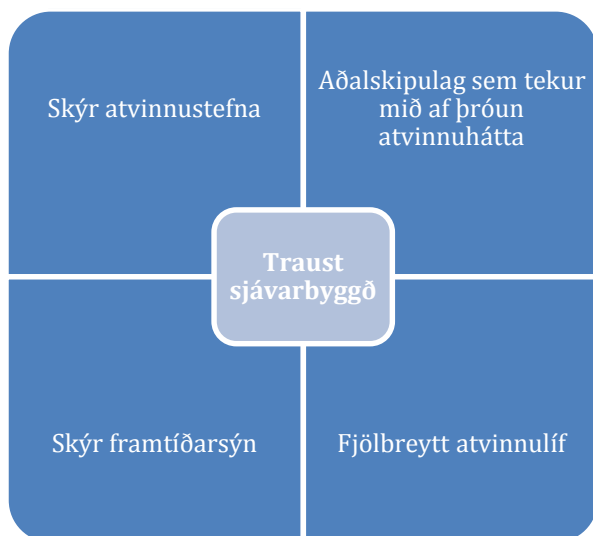 Skýr atvinnustefna
Aðalskipulag sem tekur
mið af þróun
atvinnuhátta
Traust
sjávarbyggð
Skýr framtíðarsýn
Fjölbreytt atvinnulíf